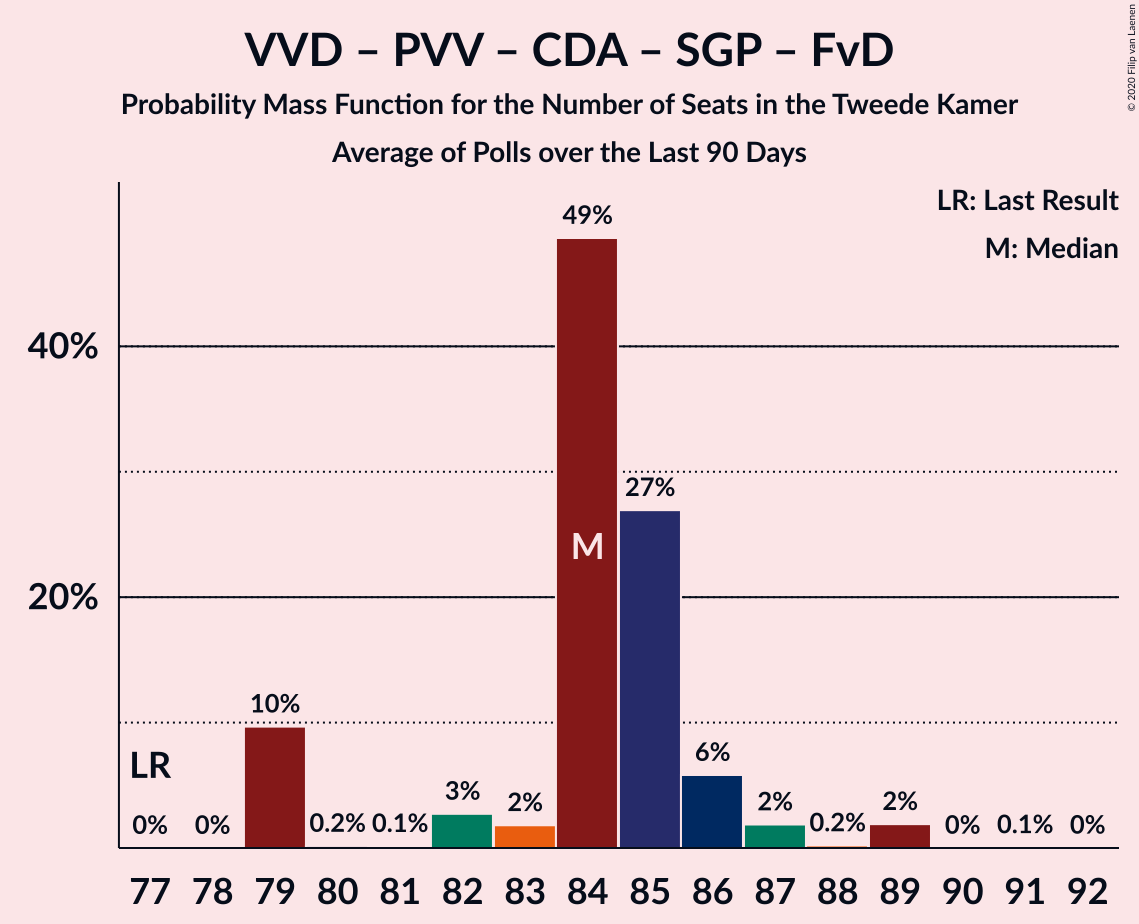 VVD – PVV – CDA – SGP – FvD
Probability Mass Function for the Number of Seats in the Tweede Kamer
Average of Polls over the Last 90 Days
© 2020 Filip van Laenen
LR: Last Result
M: Median
49%
40%
27%
M
20%
10%
LR
6%
3%
2%
2%
2%
0%
0%
0.2%
0.1%
0.2%
0%
0.1%
0%
77 78 79 80 81 82 83 84 85 86 87 88 89 90 91 92